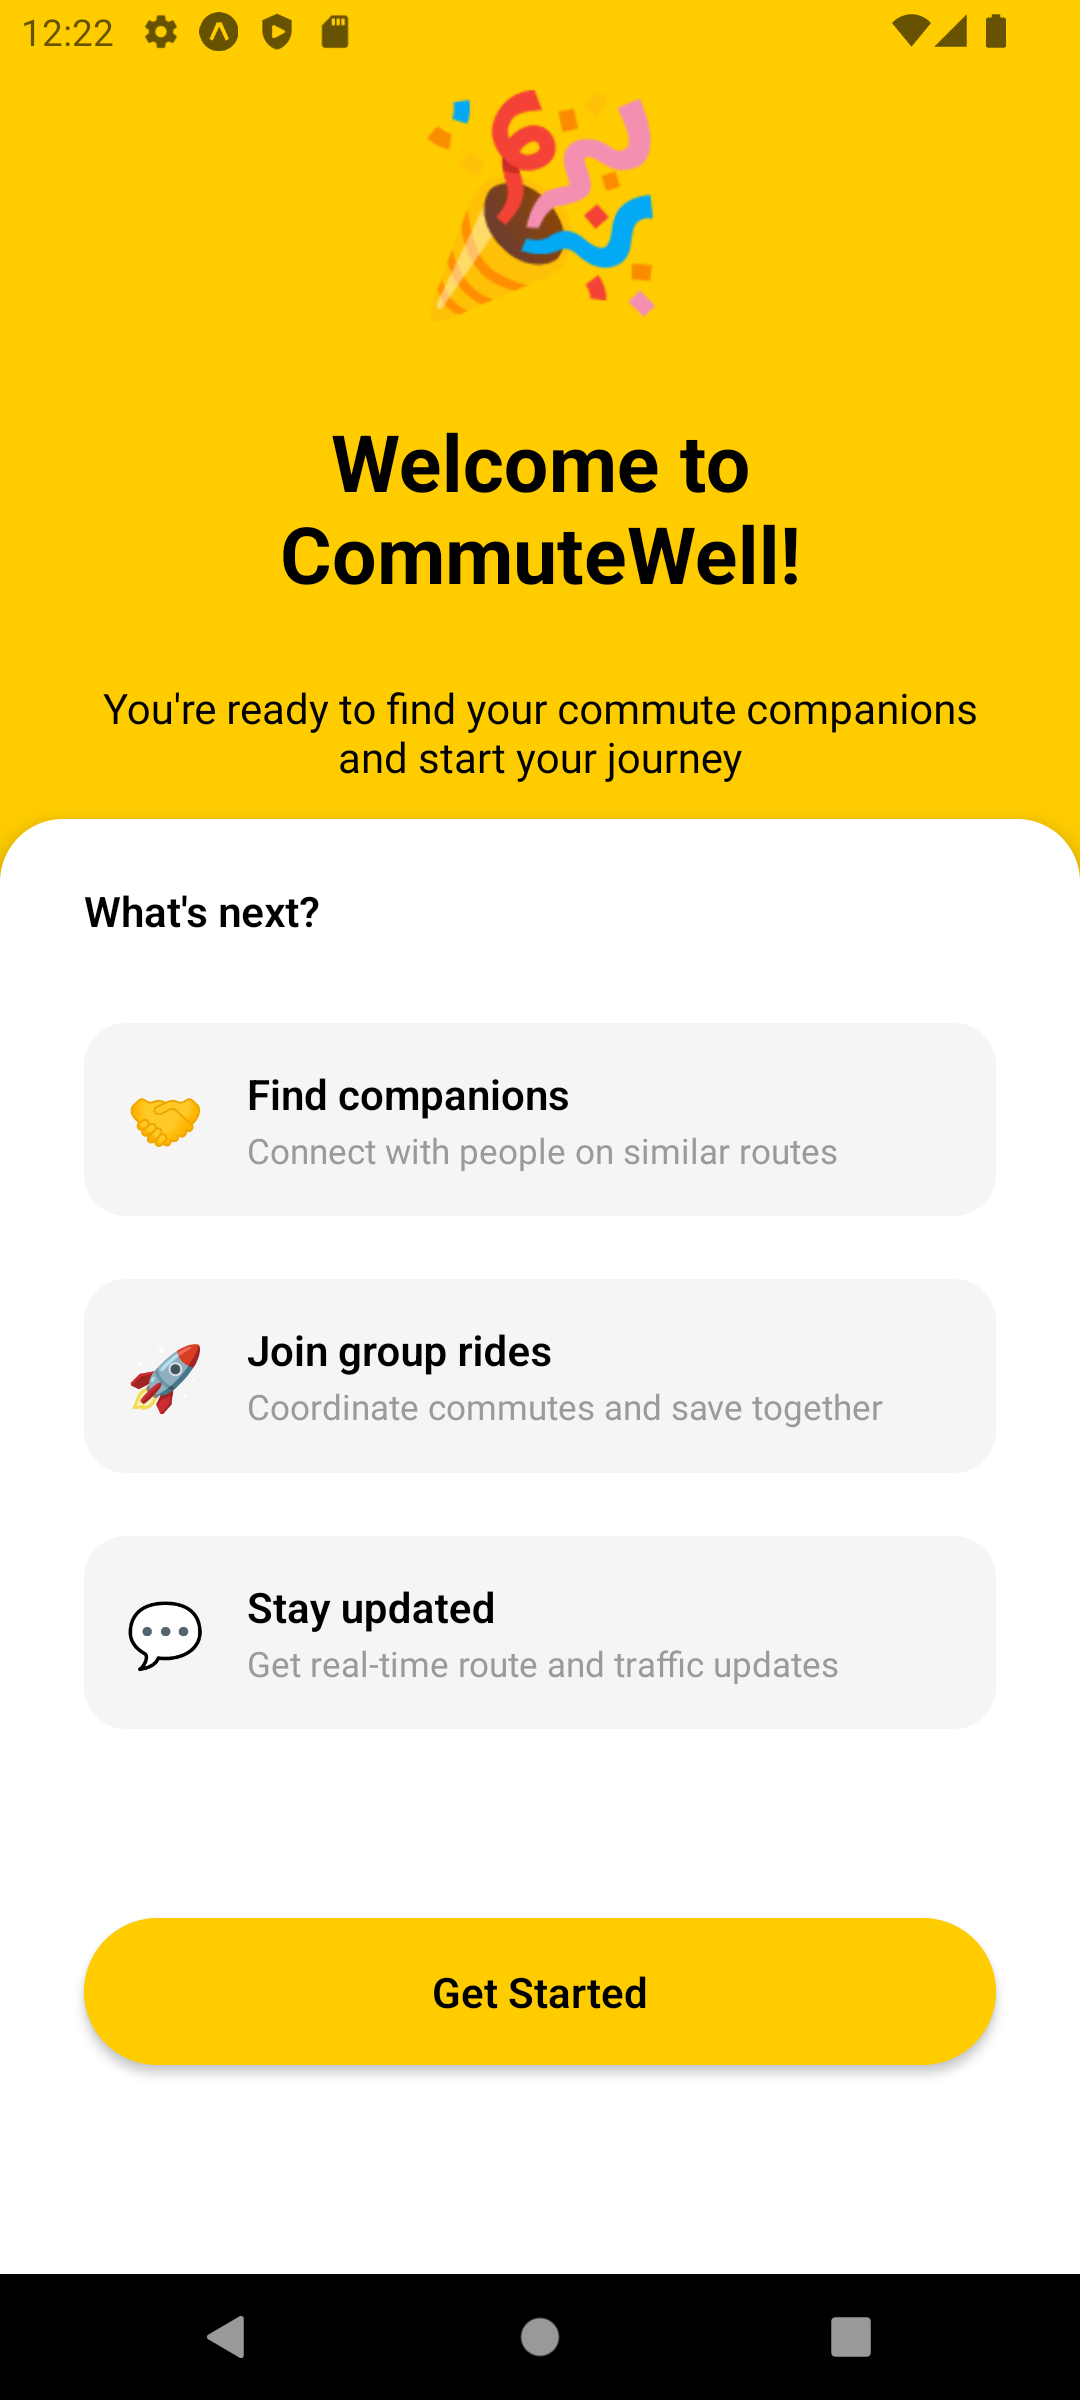 12:22
Welcome to
CommuteWell!
You're ready to find your commute companions
and start your journey
What's next?
Find companions
Connect with people on similar routes
Join group rides
Coordinate commutes and save together
Stay updated
Get real-time route and traffic updates
Get Started